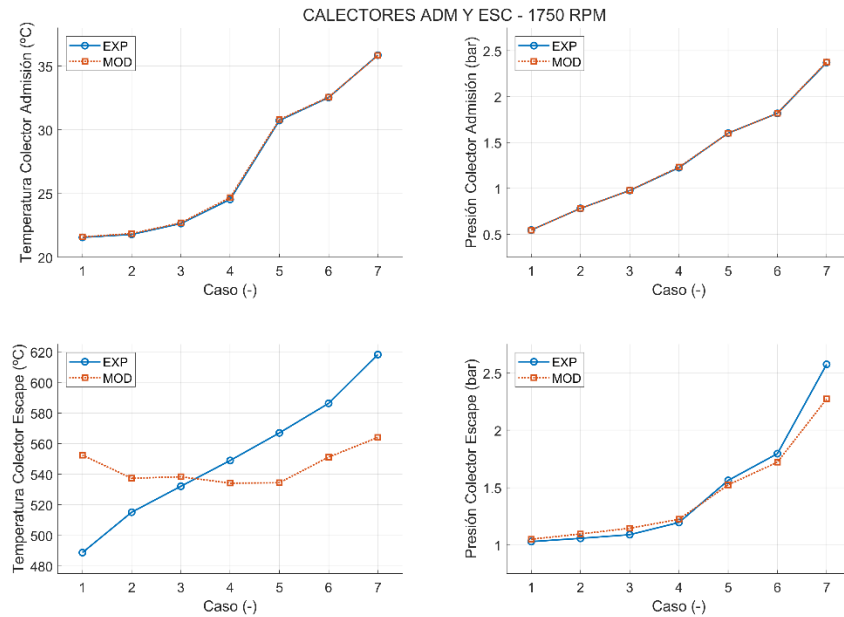 CALECTORES ADM Y ESC - 1750 RPM
Temperatura Colector Admisión (ºC)
35
30
25
20
EXP
MOD
1 2 3 4 5 6 7
Caso (-)
Presión Colector Admisión (bar)
2.5
2
1.5
1
0.5
EXP
MOD
1 2 3 4 5 6 7
Caso (-)
Temperatura Colector Escape (ºC)
620
600
580
560
540
520
500
480
EXP
MOD
1 2 3 4 5 6 7
Caso (-)
Presión Colector Escape (bar)
2.5
2
1.5
1
EXP
MOD
1 2 3 4 5 6 7
Caso (-)